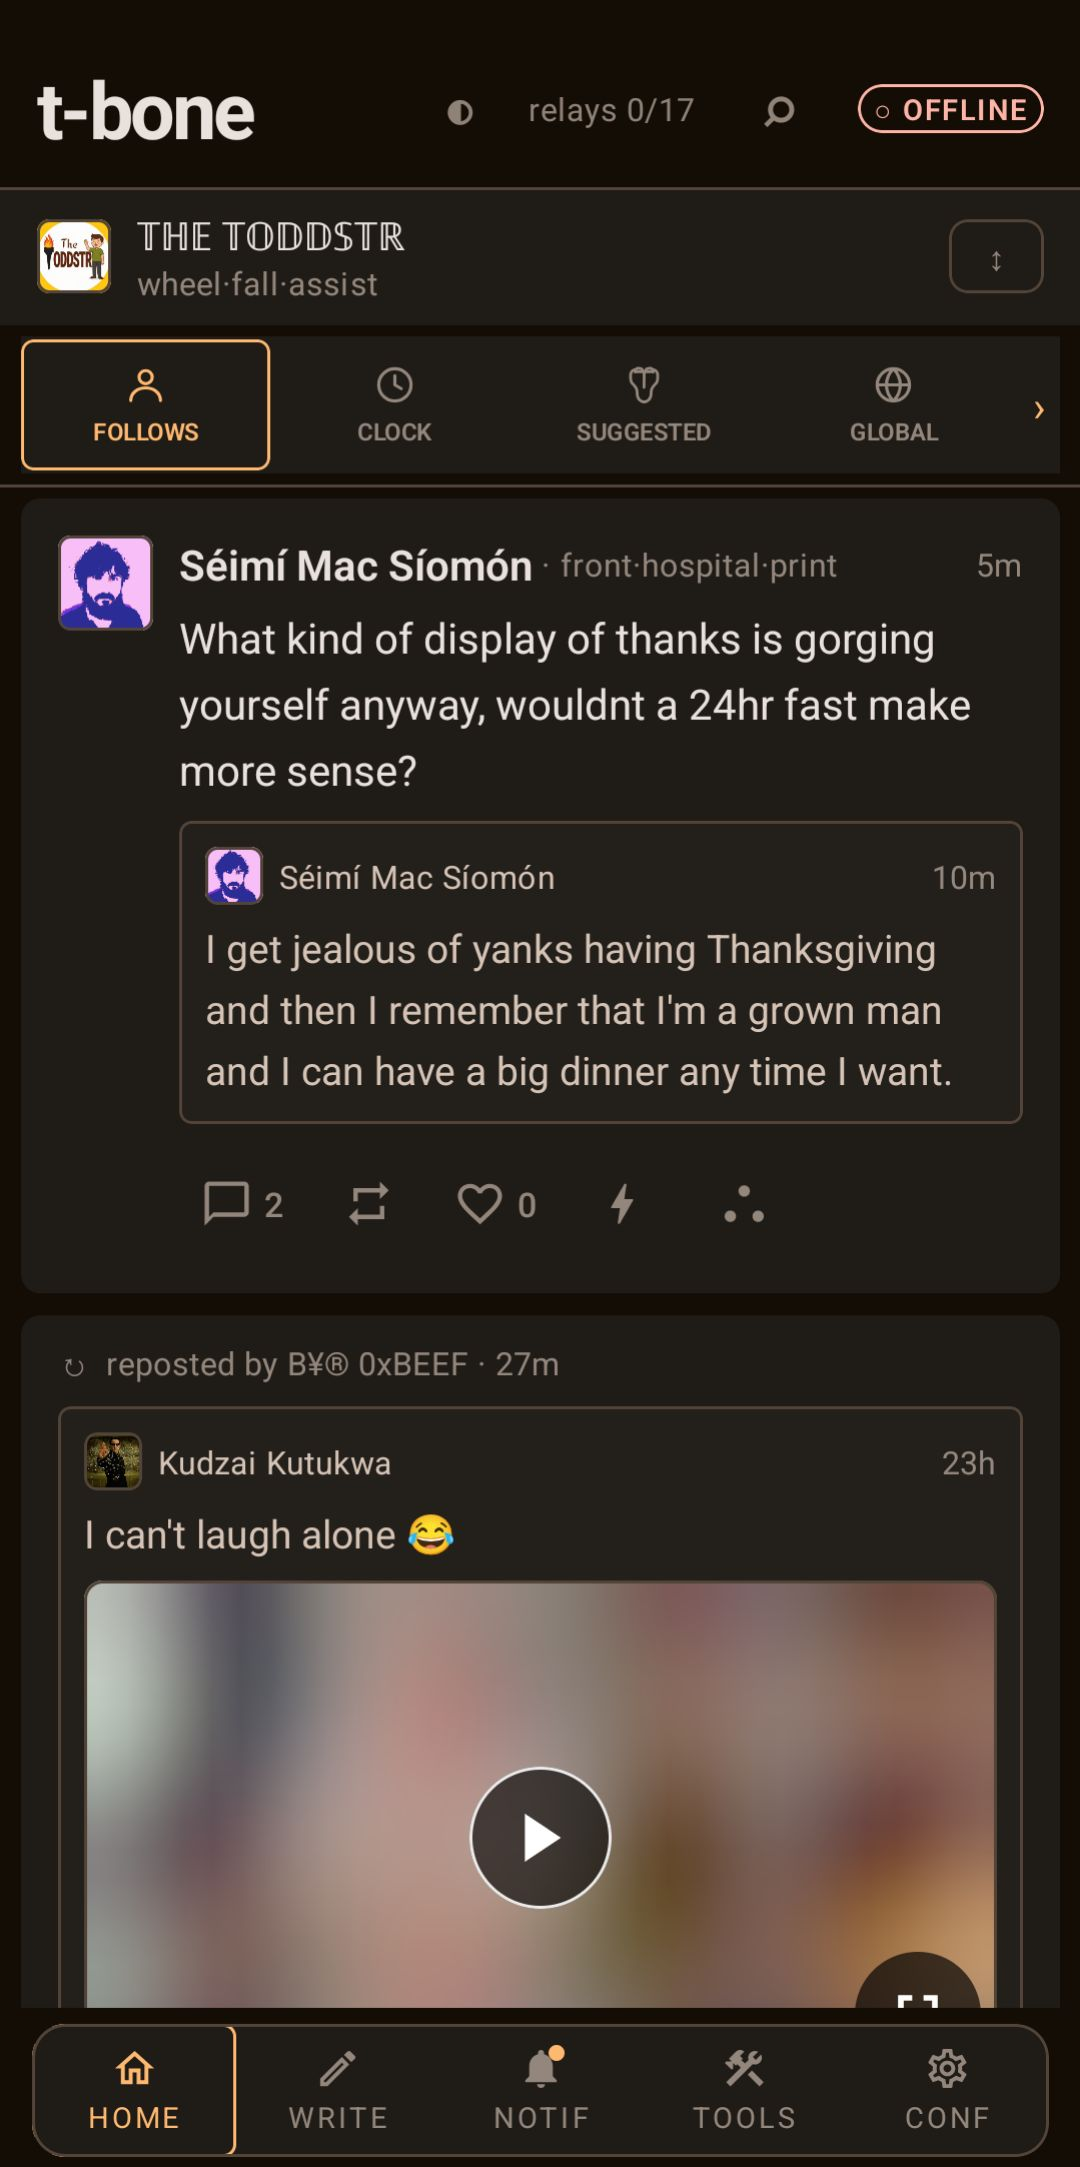 t-bone
relays 0/17
OFFLINE
The
TODDSTR
𝕋ℍ𝔼 𝕋𝕆𝔻𝔻𝕊𝕋ℝ
wheel·fall·assist
FOLLOWS
CLOCK
SUGGESTED
GLOBAL
Séimí Mac Síomón · front·hospital·print 5m
What kind of display of thanks is gorging
yourself anyway, wouldnt a 24hr fast make
more sense?
Séimí Mac Síomón 10m
I get jealous of yanks having Thanksgiving
and then I remember that I'm a grown man
and I can have a big dinner any time I want.
2
0
reposted by B¥® 0xBEEF · 27m
Kudzai Kutukwa 23h
I can't laugh alone 😂
HOME
WRITE
NOTIF
TOOLS
CONF